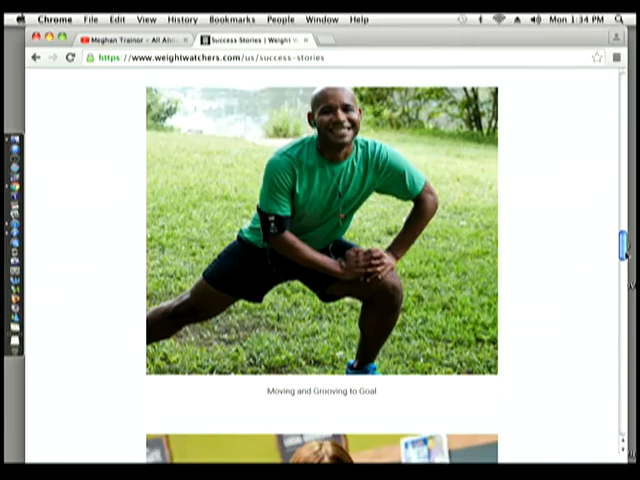 Chrome File Edit View History Bookmarks People Window Help
Mon 1:34 PM
Meghan Trainor - All Abou
Success Stories | Weight W
https://www.weightwatchers.com/us/success-stories
Moving and Grooving to Goal